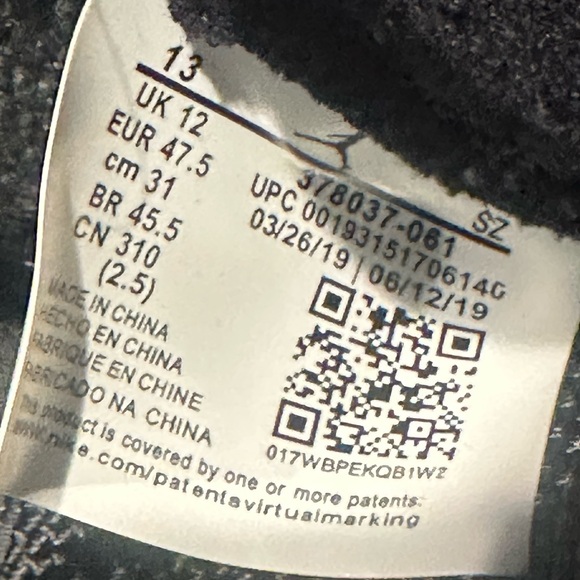 13
UK 12
EUR 47.5
cm 31
BR 45.5
CN 310
(2.5)
SZ
378037-061
UPC 00193151706140
03/26/19 | 06/12/19
MADE IN CHINA
HECHO EN CHINA
FABRIQUE EN CHINE
FABRICADO NA CHINA
017WBPEKQB1WZ
This product is covered by one or more patents:
www.nike.com/patentsvirtualmarking